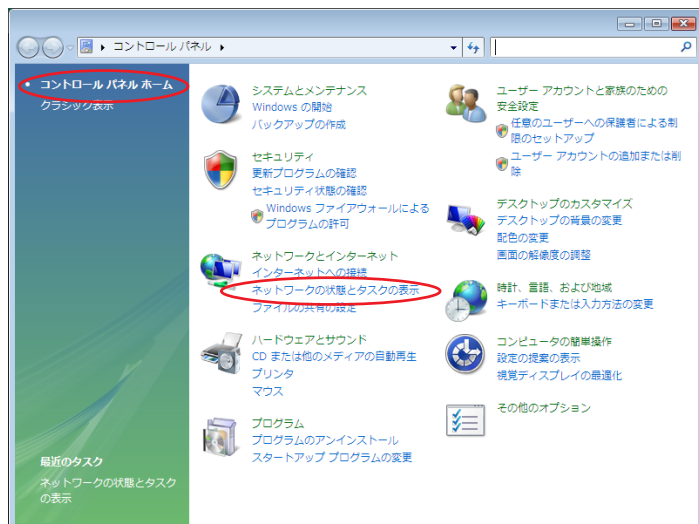 コントロール パネル
コントロール パネル ホーム
クラシック表示
最近のタスク
ネットワークの状態とタスク
の表示
システムとメンテナンス
Windows の開始
バックアップの作成
セキュリティ
更新プログラムの確認
セキュリティ状態の確認
Windows ファイアウォールによる
プログラムの許可
ネットワークとインターネット
インターネットへの接続
ネットワークの状態とタスクの表示
ファイルの共有の設定
ハードウェアとサウンド
CD または他のメディアの自動再生
プリンタ
マウス
プログラム
プログラムのアンインストール
スタートアップ プログラムの変更
ユーザー アカウントと家族のための
安全設定
任意のユーザーへの保護者による制
限のセットアップ
ユーザー アカウントの追加または削
除
デスクトップのカスタマイズ
デスクトップの背景の変更
配色の変更
画面の解像度の調整
時計、言語、および地域
キーボードまたは入力方法の変更
コンピュータの簡単操作
設定の提案の表示
視覚ディスプレイの最適化
その他のオプション